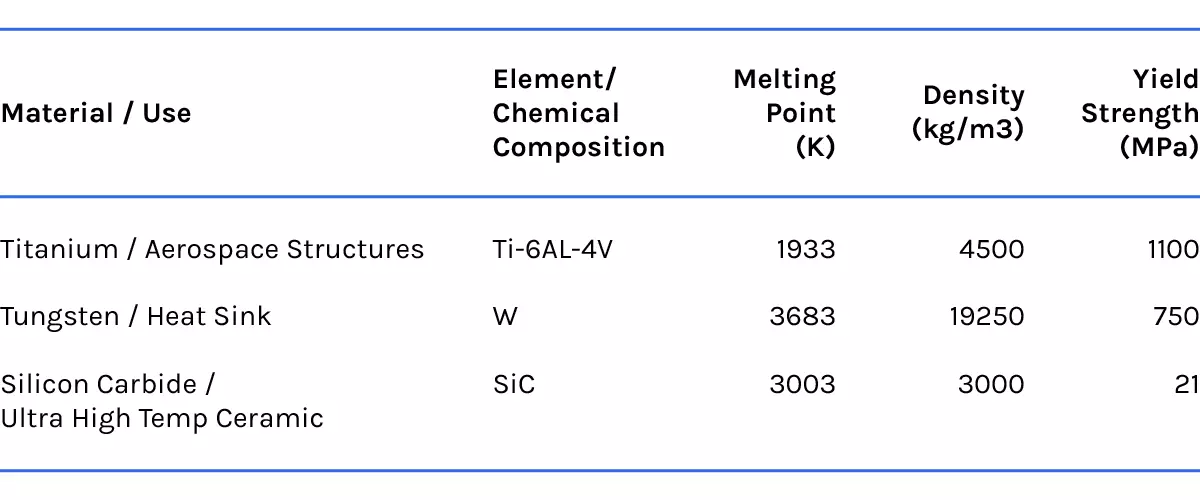 Material / Use
Element/
Chemical
Composition
Melting
Point
(K)
Density
(kg/m3)
Yield
Strength
(MPa)
Titanium / Aerospace Structures Ti-6AL-4V 1933 4500 1100
Tungsten / Heat Sink W 3683 19250 750
Silicon Carbide / SiC 3003 3000 21
Ultra High Temp Ceramic